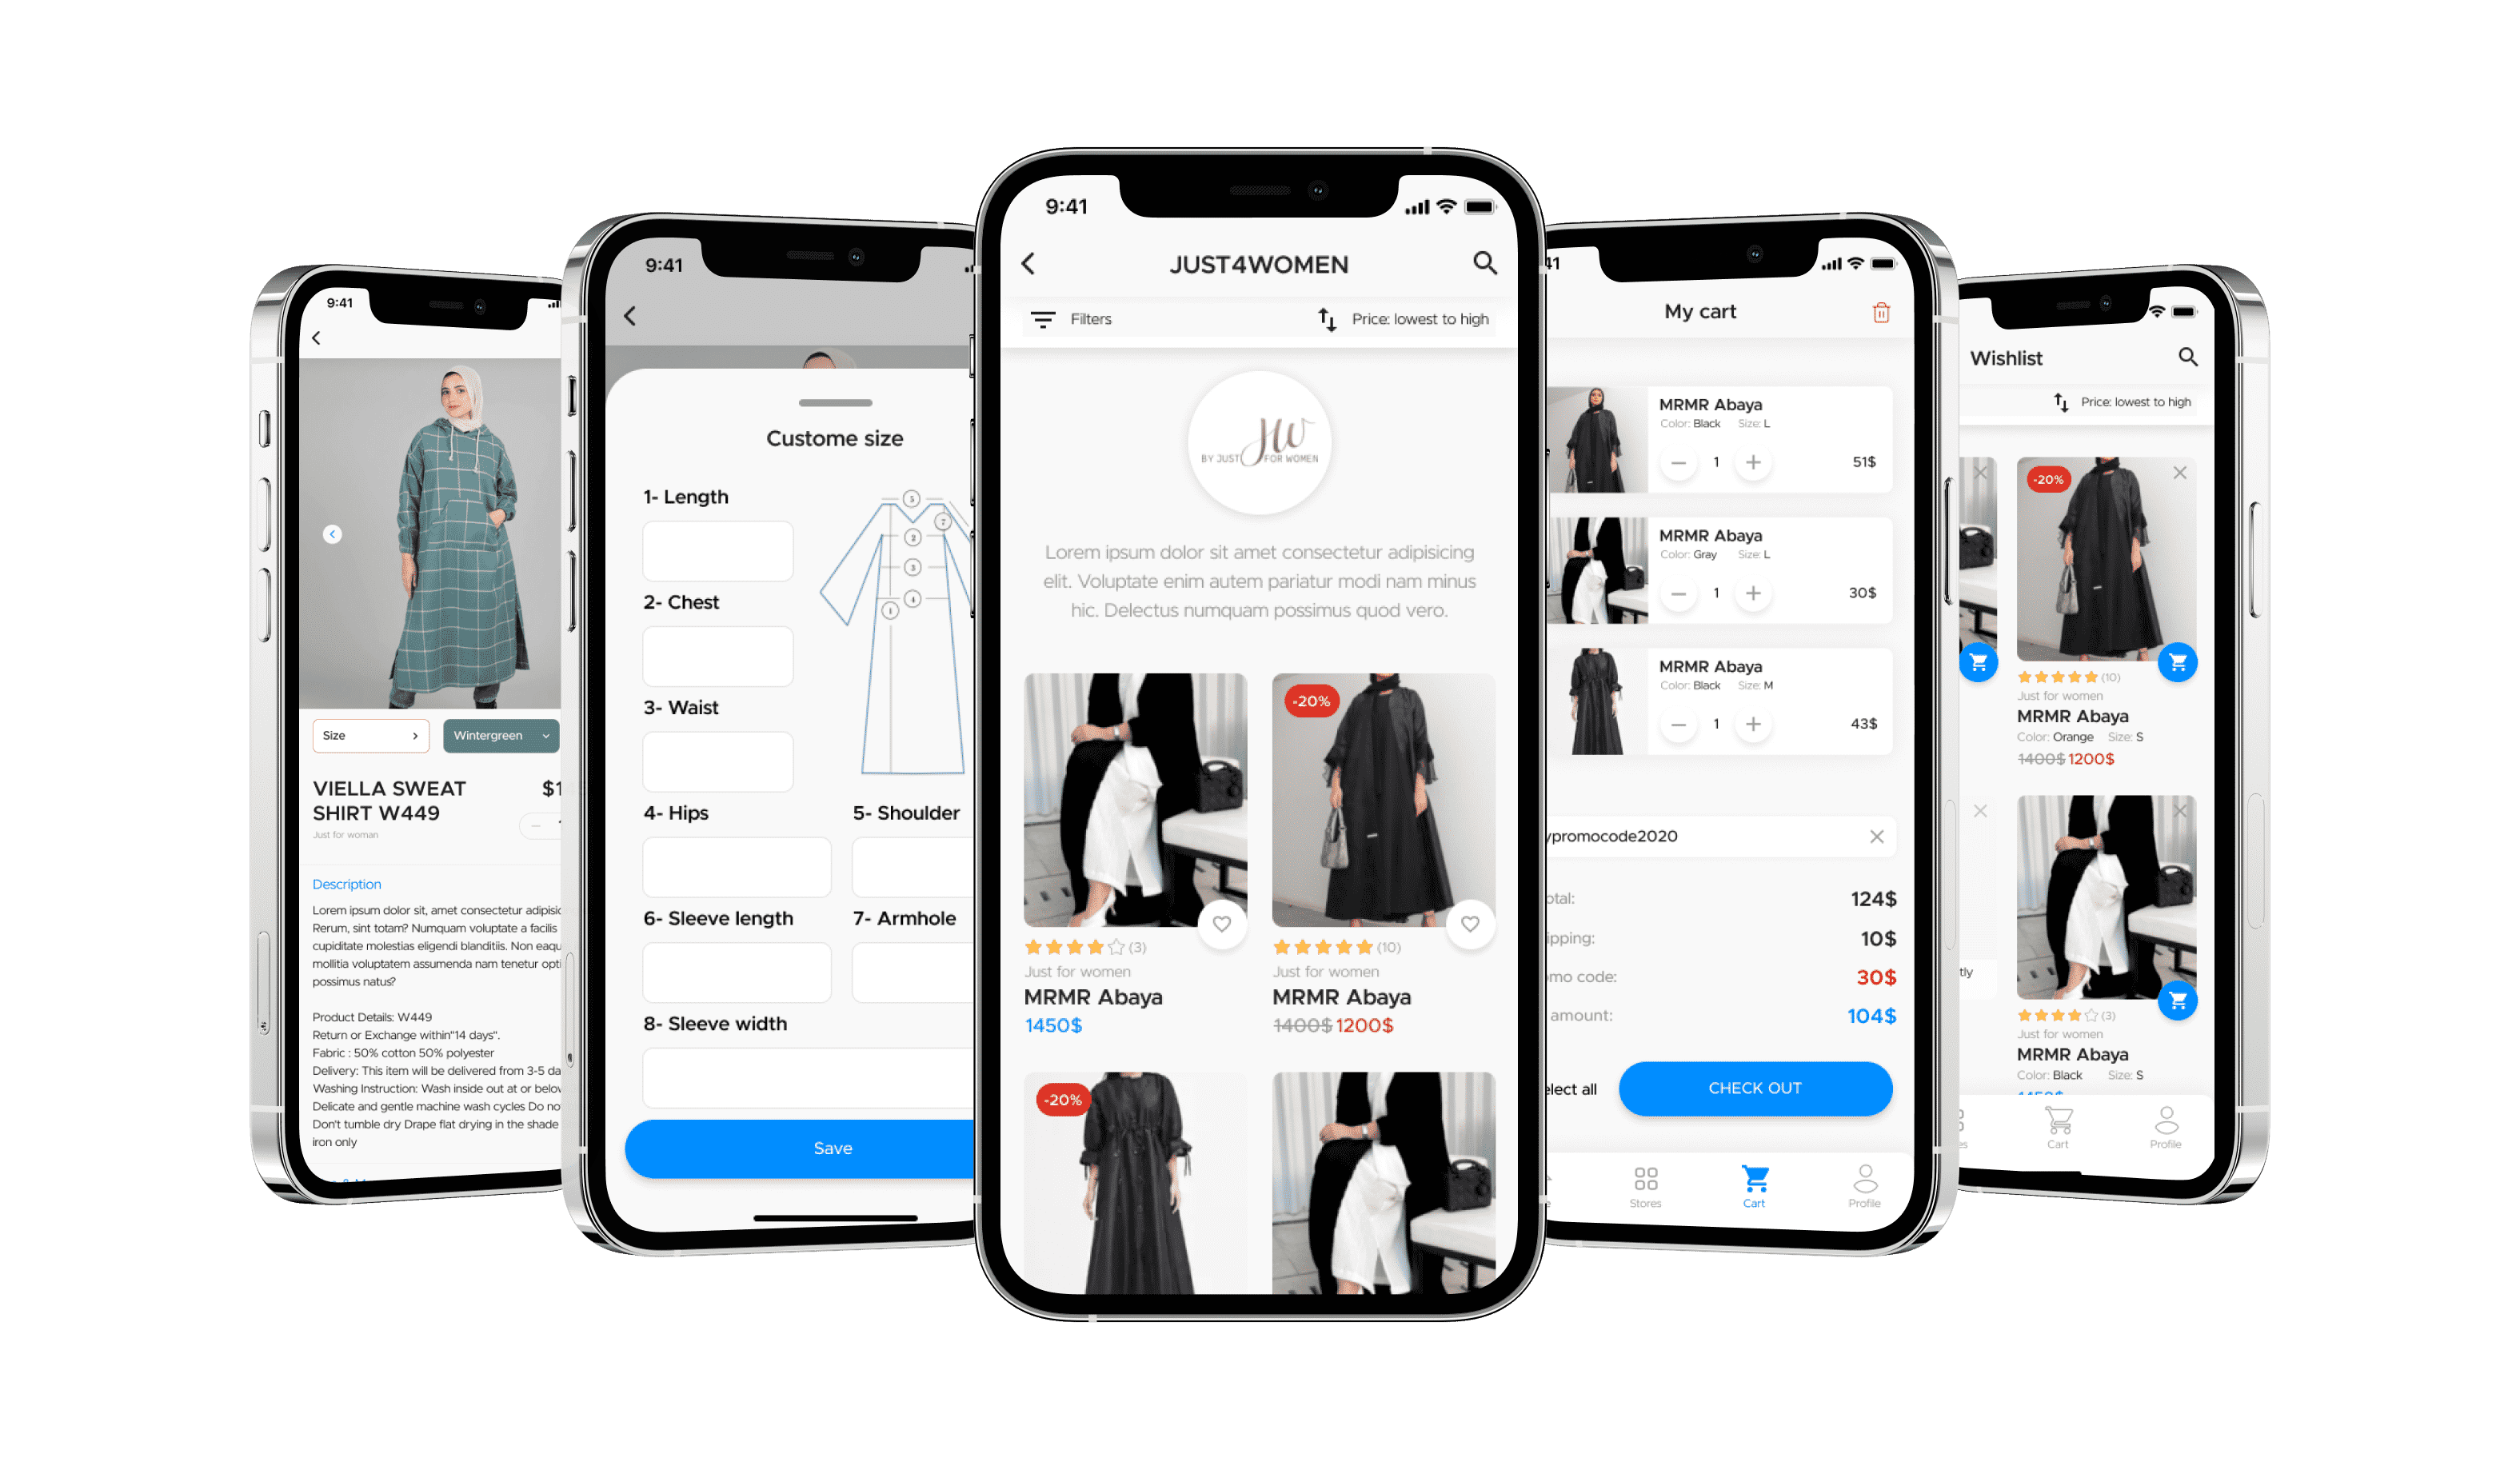 9:41
VIELLA SWEAT
SHIRT W449
Just for woman
Size
Wintergreen
Description
Lorem ipsum dolor sit, amet consectetur
Rerum, sint totam? Numquam voluptate a facilis
cupiditate molestias eligendi blanditiis. Non
mollitia voluptatem assumenda nam tenetur
possimus natus?
Product Details: W449
Return or Exchange within"14 days".
Fabric : 50% cotton 50% polyester
Delivery: This item will be delivered from 3-5
Washing Instruction: Wash inside out at or
Delicate and gentle machine wash cycles Do
Don't tumble dry Drape flat drying in the shade
iron only
9:41
Custome size
1- Length
2- Chest
3- Waist
4- Hips
5- Shoulder
6- Sleeve length
7- Armhole
8- Sleeve width
5
7
2
3
4
1
Save
9:41
JUST4WOMEN
Filters
Price: lowest to high
JW
BY JUST FOR WOMEN
Lorem ipsum dolor sit amet consectetur adipisicing
elit. Voluptate enim autem pariatur modi nam minus
hic. Delectus numquam possimus quod vero.
(3)
Just for women
MRMR Abaya
1450$
-20%
(10)
Just for women
MRMR Abaya
1400$ 1200$
-20%
My cart
MRMR Abaya
Color: Black Size: L
1
51$
MRMR Abaya
Color: Gray Size: L
1
30$
MRMR Abaya
Color: Black Size: M
1
43$
ypromocode2020
124$
10$
code: 30$
amount: 104$
all
CHECK OUT
Stores
Cart
Profile
Wishlist
Price: lowest to high
-20%
(10)
Just for women
MRMR Abaya
Color: Orange Size: S
1400$ 1200$
(3)
Just for women
MRMR Abaya
Color: Black Size: S
Cart
Profile